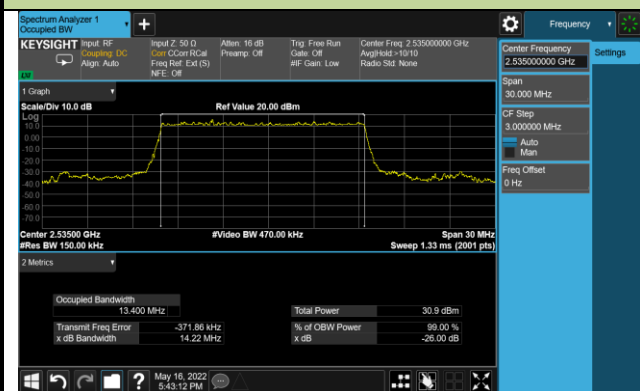 Spectrum Analyzer 1
Occupied BW
+
Frequency
KEYSIGHT
Input: RF
Coupling: DC
Align: Auto
Input Z: 50 Ω
Corr CCorr RCal
Freq Ref: Ext (S)
NFE: Off
Atten: 16 dB
Preamp: Off
Trig: Free Run
Gate: Off
#IF Gain: Low
Center Freq: 2.535000000 GHz
Avg|Hold:>10/10
Radio Std: None
Center Frequency
2.535000000 GHz
Settings
Span
30.000 MHz
CF Step
3.000000 MHz
Auto
Man
Freq Offset
0 Hz
1 Graph
Scale/Div 10.0 dB
Ref Value 20.00 dBm
Log
10.0
0.00
-10.0
-20.0
-30.0
-40.0
-50.0
-60.0
-70.0
Center 2.53500 GHz
#Video BW 470.00 kHz
Span 30 MHz
#Res BW 150.00 kHz
Sweep 1.33 ms (2001 pts)
2 Metrics
Occupied Bandwidth
13.400 MHz
Total Power 30.9 dBm
Transmit Freq Error -371.86 kHz
% of OBW Power 99.00 %
x dB Bandwidth 14.22 MHz
x dB -26.00 dB
?
May 16, 2022
5:43:12 PM